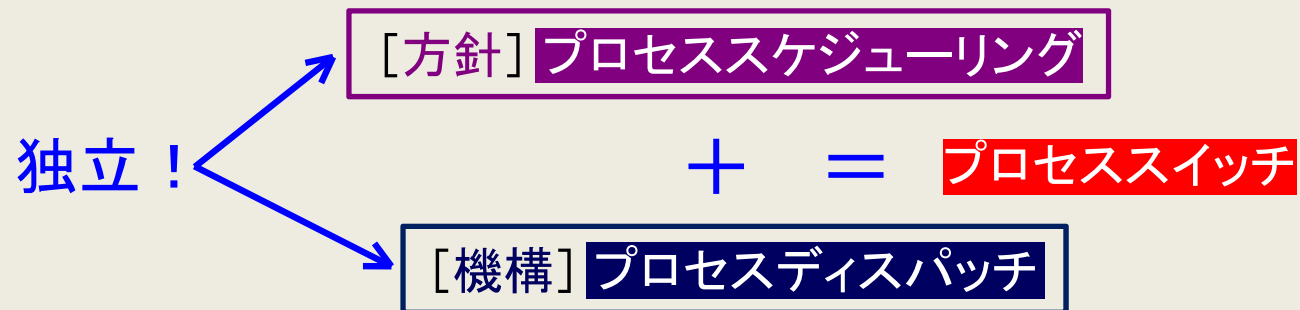 [方針]プロセススケジューリング
独立! + = プロセススイッチ
[機構]プロセスディスパッチ